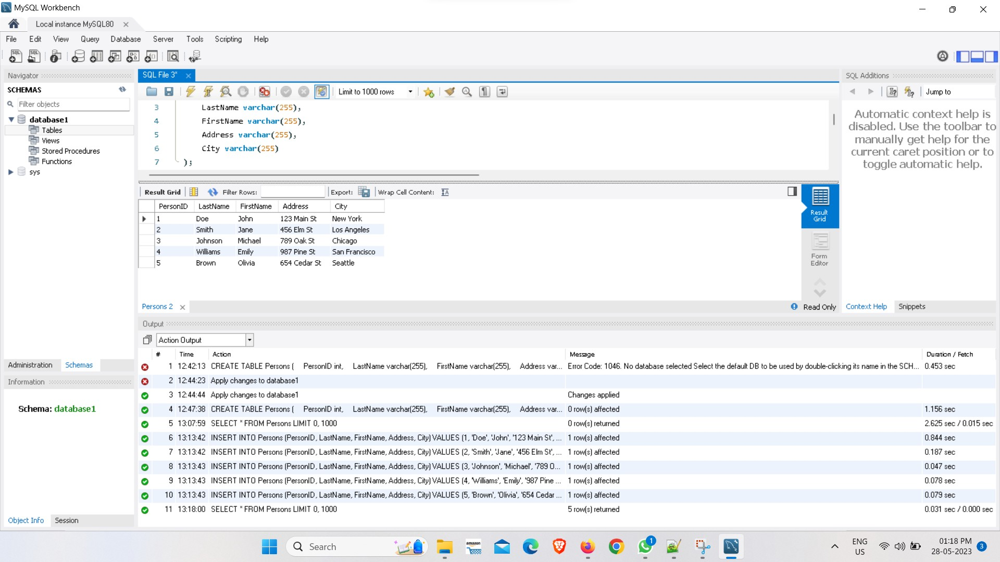 MySQL Workbench
Local instance MySQL80
File Edit View Query Database Server Tools Scripting Help
Navigator
SCHEMAS
Filter objects
database1
Tables
Views
Stored Procedures
Functions
sys
Administration Schemas
Information
Schema: database1
Object Info Session
SQL File 3*
Limit to 1000 rows
3 LastName varchar(255),
4 FirstName varchar(255),
5 Address varchar(255),
6 City varchar(255)
7 );
Result Grid Filter Rows: Export: Wrap Cell Content:
PersonID LastName FirstName Address City
1 Doe John 123 Main St New York
2 Smith Jane 456 Elm St Los Angeles
3 Johnson Michael 789 Oak St Chicago
4 Williams Emily 987 Pine St San Francisco
5 Brown Olivia 654 Cedar St Seattle
Result
Grid
Form
Editor
Persons 2
Read Only
SQL Additions
Jump to
Automatic context help is
disabled. Use the toolbar to
manually get help for the
current caret position or to
toggle automatic help.
Context Help Snippets
Output
Action Output
# Time Action Message Duration / Fetch
1 12:42:13 CREATE TABLE Persons ( PersonID int, LastName varchar(255), FirstName varchar(255), Address var... Error Code: 1046. No database selected Select the default DB to be used by double-clicking its name in the SCH... 0.453 sec
2 12:44:23 Apply changes to database1
3 12:44:44 Apply changes to database1 Changes applied
4 12:47:38 CREATE TABLE Persons ( PersonID int, LastName varchar(255), FirstName varchar(255), Address var... 0 row(s) affected 1.156 sec
5 13:07:59 SELECT * FROM Persons LIMIT 0, 1000 0 row(s) returned 2.625 sec / 0.015 sec
6 13:13:42 INSERT INTO Persons (PersonID, LastName, FirstName, Address, City) VALUES (1, 'Doe', 'John', '123 Main St', ... 1 row(s) affected 0.844 sec
7 13:13:42 INSERT INTO Persons (PersonID, LastName, FirstName, Address, City) VALUES (2, 'Smith', 'Jane', '456 Elm St', ... 1 row(s) affected 0.187 sec
8 13:13:43 INSERT INTO Persons (PersonID, LastName, FirstName, Address, City) VALUES (3, 'Johnson', 'Michael', '789 O... 1 row(s) affected 0.047 sec
9 13:13:43 INSERT INTO Persons (PersonID, LastName, FirstName, Address, City) VALUES (4, 'Williams', 'Emily', '987 Pine ... 1 row(s) affected 0.078 sec
10 13:13:43 INSERT INTO Persons (PersonID, LastName, FirstName, Address, City) VALUES (5, 'Brown', 'Olivia', '654 Cedar ... 1 row(s) affected 0.079 sec
11 13:18:00 SELECT * FROM Persons LIMIT 0, 1000 5 row(s) returned 0.031 sec / 0.000 sec
Search
amazon
1
ENG
US
01:18 PM
28-05-2023
3